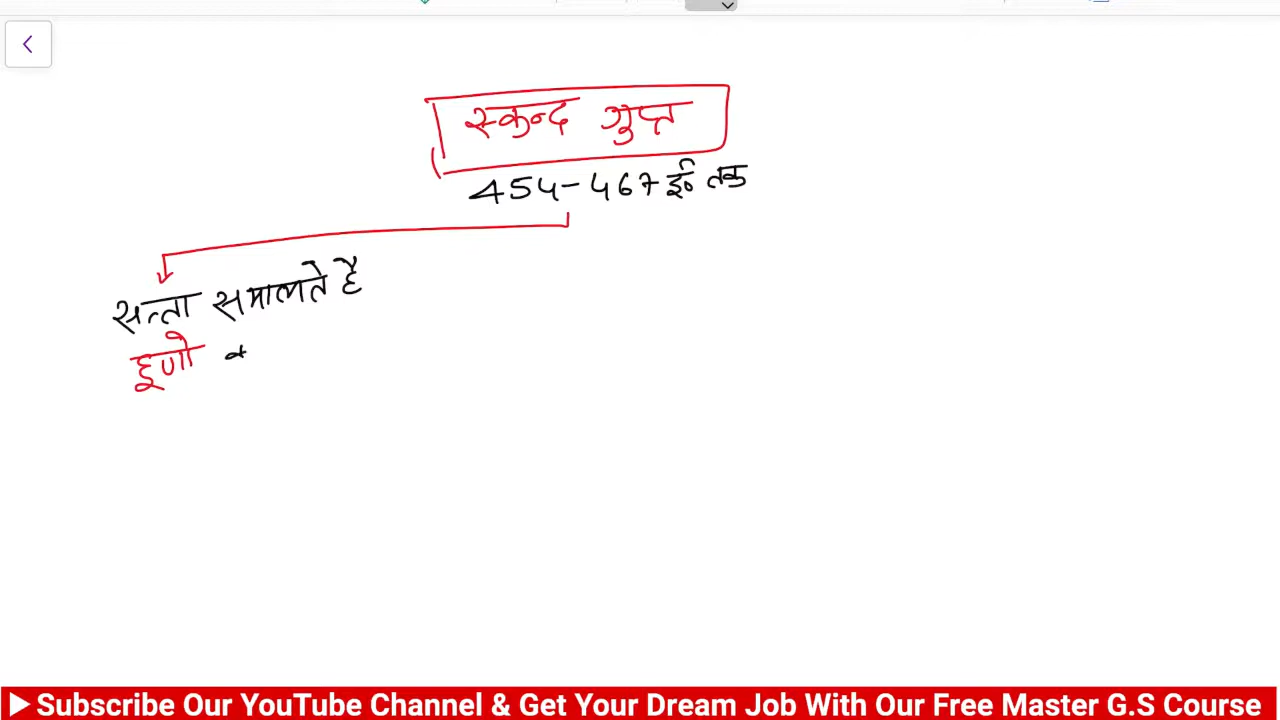 स्कन्द गुप्त
454-467 ई० तक
सत्ता समालते है
हूणो
Subscribe Our YouTube Channel & Get Your Dream Job With Our Free Master G.S Course